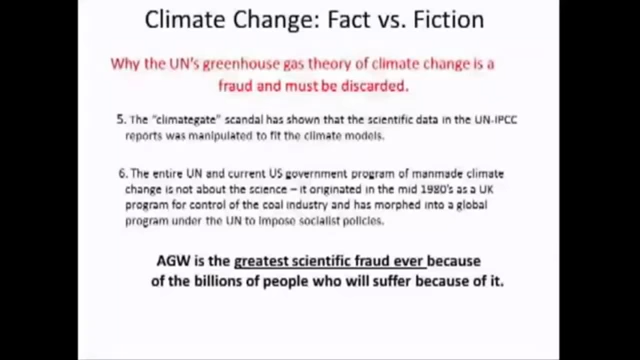 Climate Change: Fact vs. Fiction
Why the UN's greenhouse gas theory of climate change is a
fraud and must be discarded.
5. The "climategate" scandal has shown that the scientific data in the UN-IPCC
reports was manipulated to fit the climate models.
6. The entire UN and current US government program of manmade climate
change is not about the science – it originated in the mid 1980's as a UK
program for control of the coal industry and has morphed into a global
program under the UN to impose socialist policies.
AGW is the greatest scientific fraud ever because
of the billions of people who will suffer because of it.